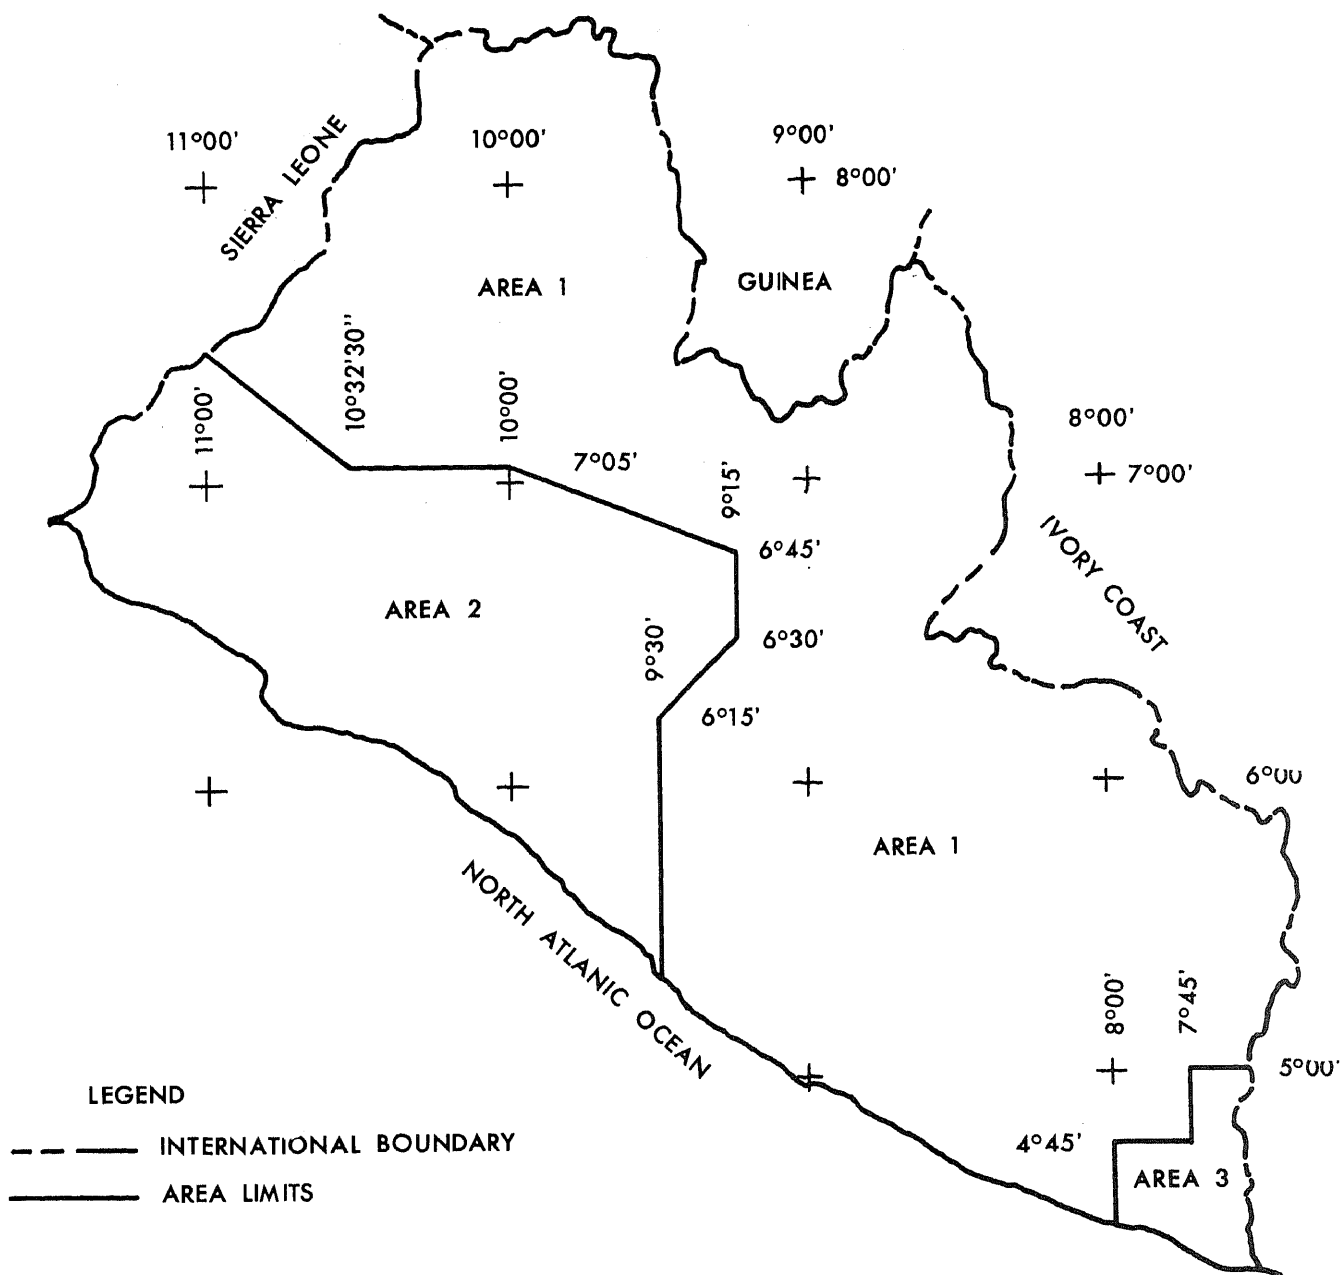 11°00'
10°00'
9°00'
8°00'
SIERRA LEONE
AREA 1
GUINEA
10°32'30"
11°00'
10°00'
7°05'
9°15'
8°00'
7°00'
IVORY COAST
6°45'
AREA 2
9°30'
6°30'
6°15'
6°00
AREA 1
NORTH ATLANIC OCEAN
8°00'
7°45'
5°00'
4°45'
AREA 3
LEGEND
INTERNATIONAL BOUNDARY
AREA LIMITS